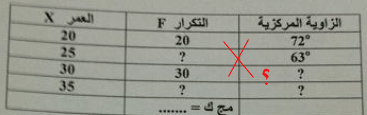 العمر X التكرار F الزاوية المركزية
20 20 72°
25 ? 63°
30 30 ? ؟
35 ? ?
مج ك = .......